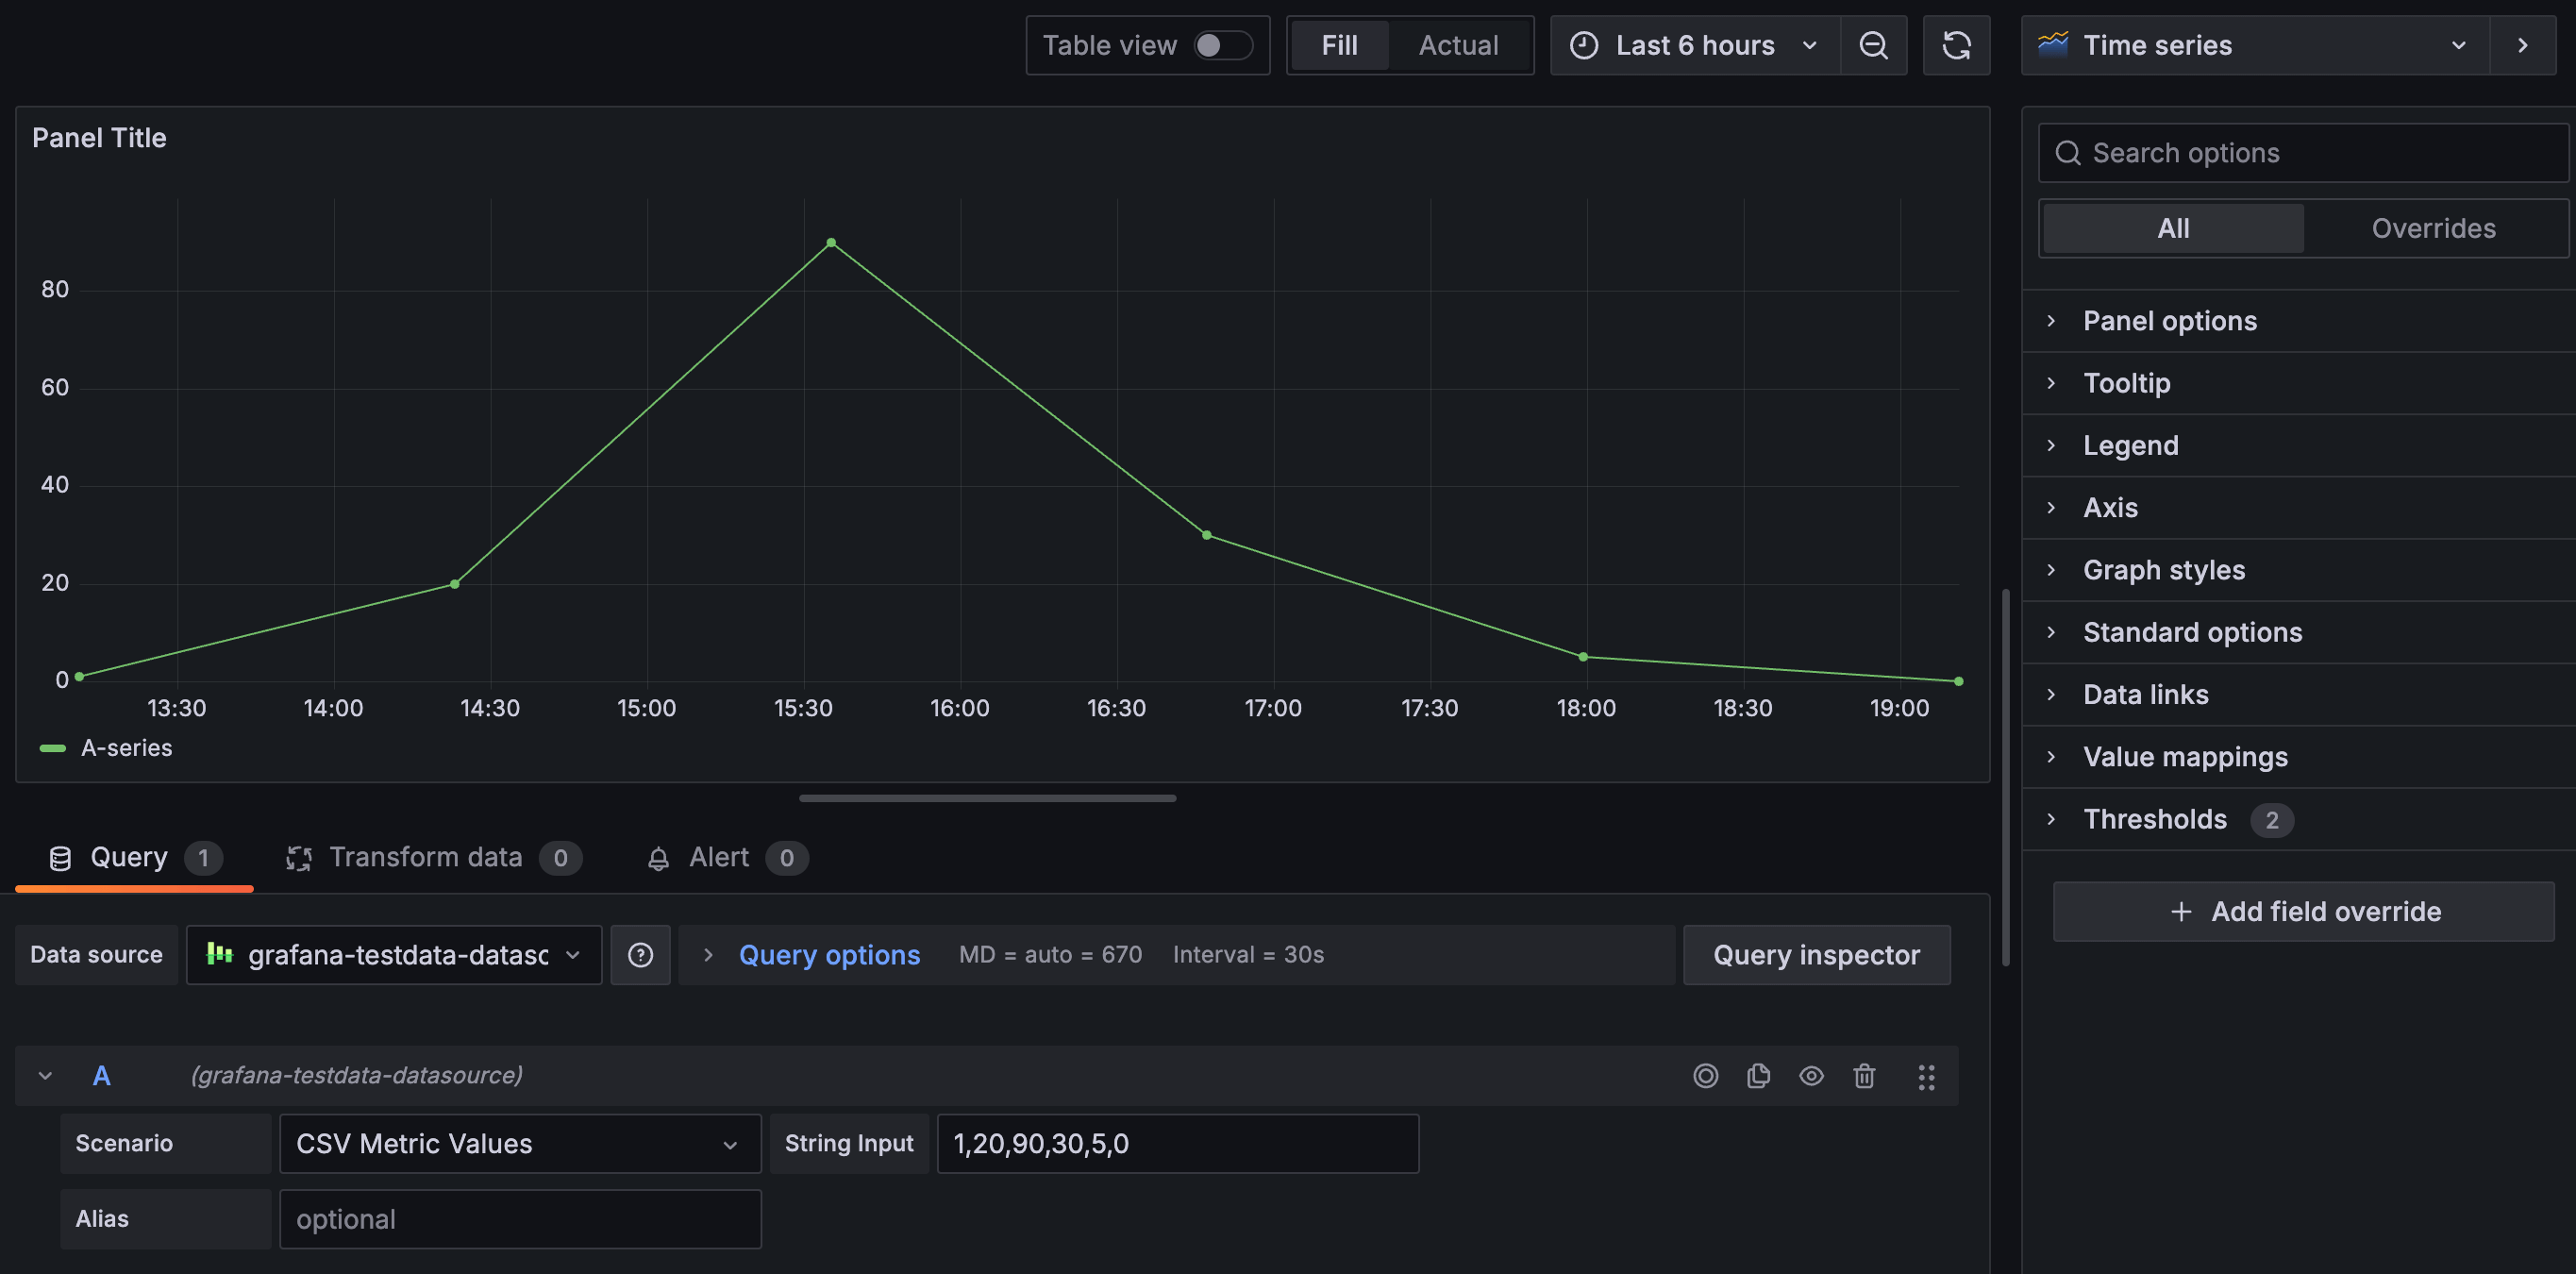 Table view
Fill
Actual
Last 6 hours
Time series
Panel Title
80
60
40
20
0
13:30
14:00
14:30
15:00
15:30
16:00
16:30
17:00
17:30
18:00
18:30
19:00
A-series
Search options
All
Overrides
Panel options
Tooltip
Legend
Axis
Graph styles
Standard options
Data links
Value mappings
Thresholds 2
+ Add field override
Query 1
Transform data 0
Alert 0
Data source
grafana-testdata-datasc
Query options
MD = auto = 670
Interval = 30s
Query inspector
A
(grafana-testdata-datasource)
Scenario
CSV Metric Values
String Input
1,20,90,30,5,0
Alias
optional